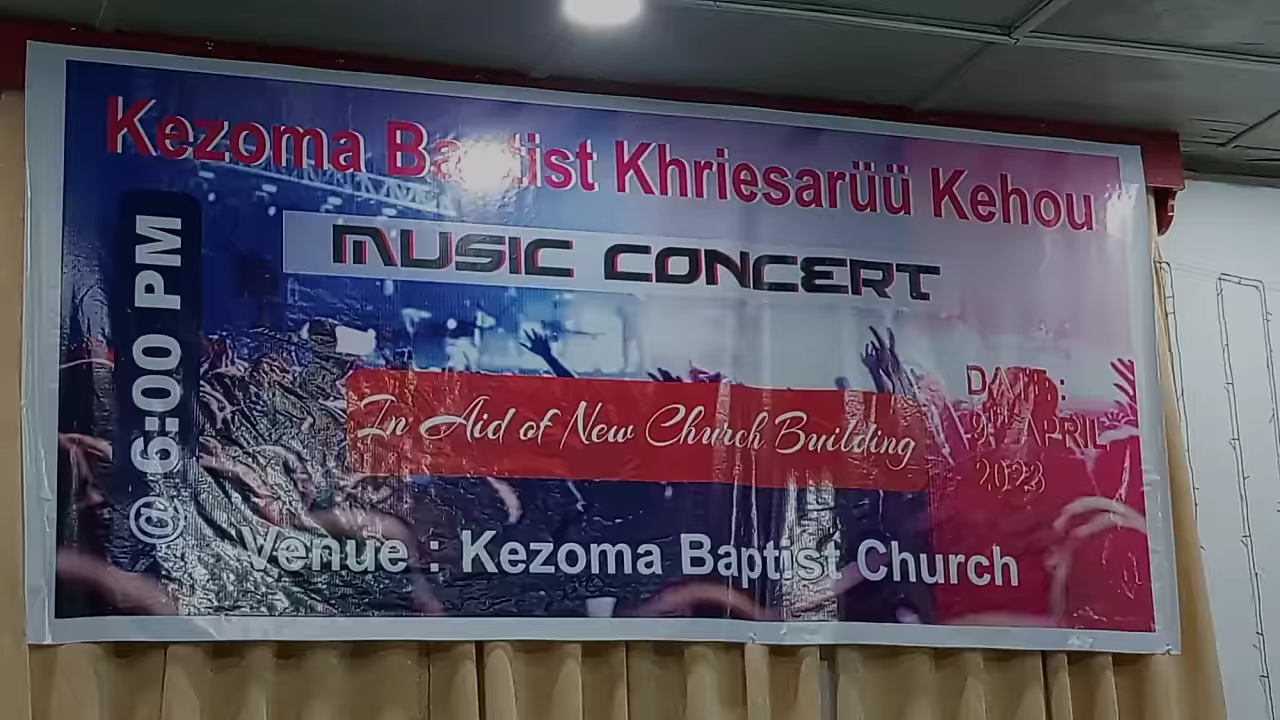 Kezoma Baptist Khriesarüü Kehou
MUSIC CONCERT
@ 6:00 PM
In Aid of New Church Building
DATE :
APRIL
Venue : Kezoma Baptist Church